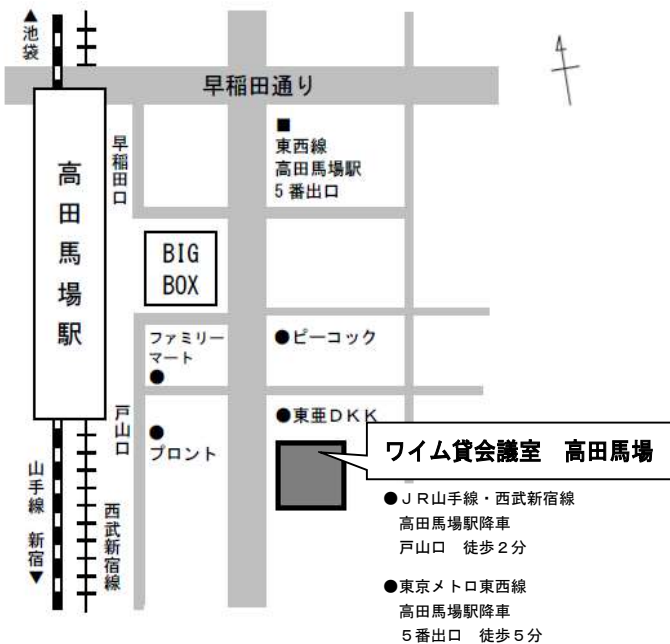 ▲池袋
早稲田通り
早稲田口
■
東西線
高田馬場駅
5番出口
高田馬場駅
BIG
BOX
ファミリー
マート
●
●ピーコック
戸山口
●
プロント
●東亜DKK
ワイム貸会議室 高田馬場
山手線 新宿▼
西武新宿線
●JR山手線・西武新宿線
高田馬場駅降車
戸山口 徒歩2分
●東京メトロ東西線
高田馬場駅降車
5番出口 徒歩5分